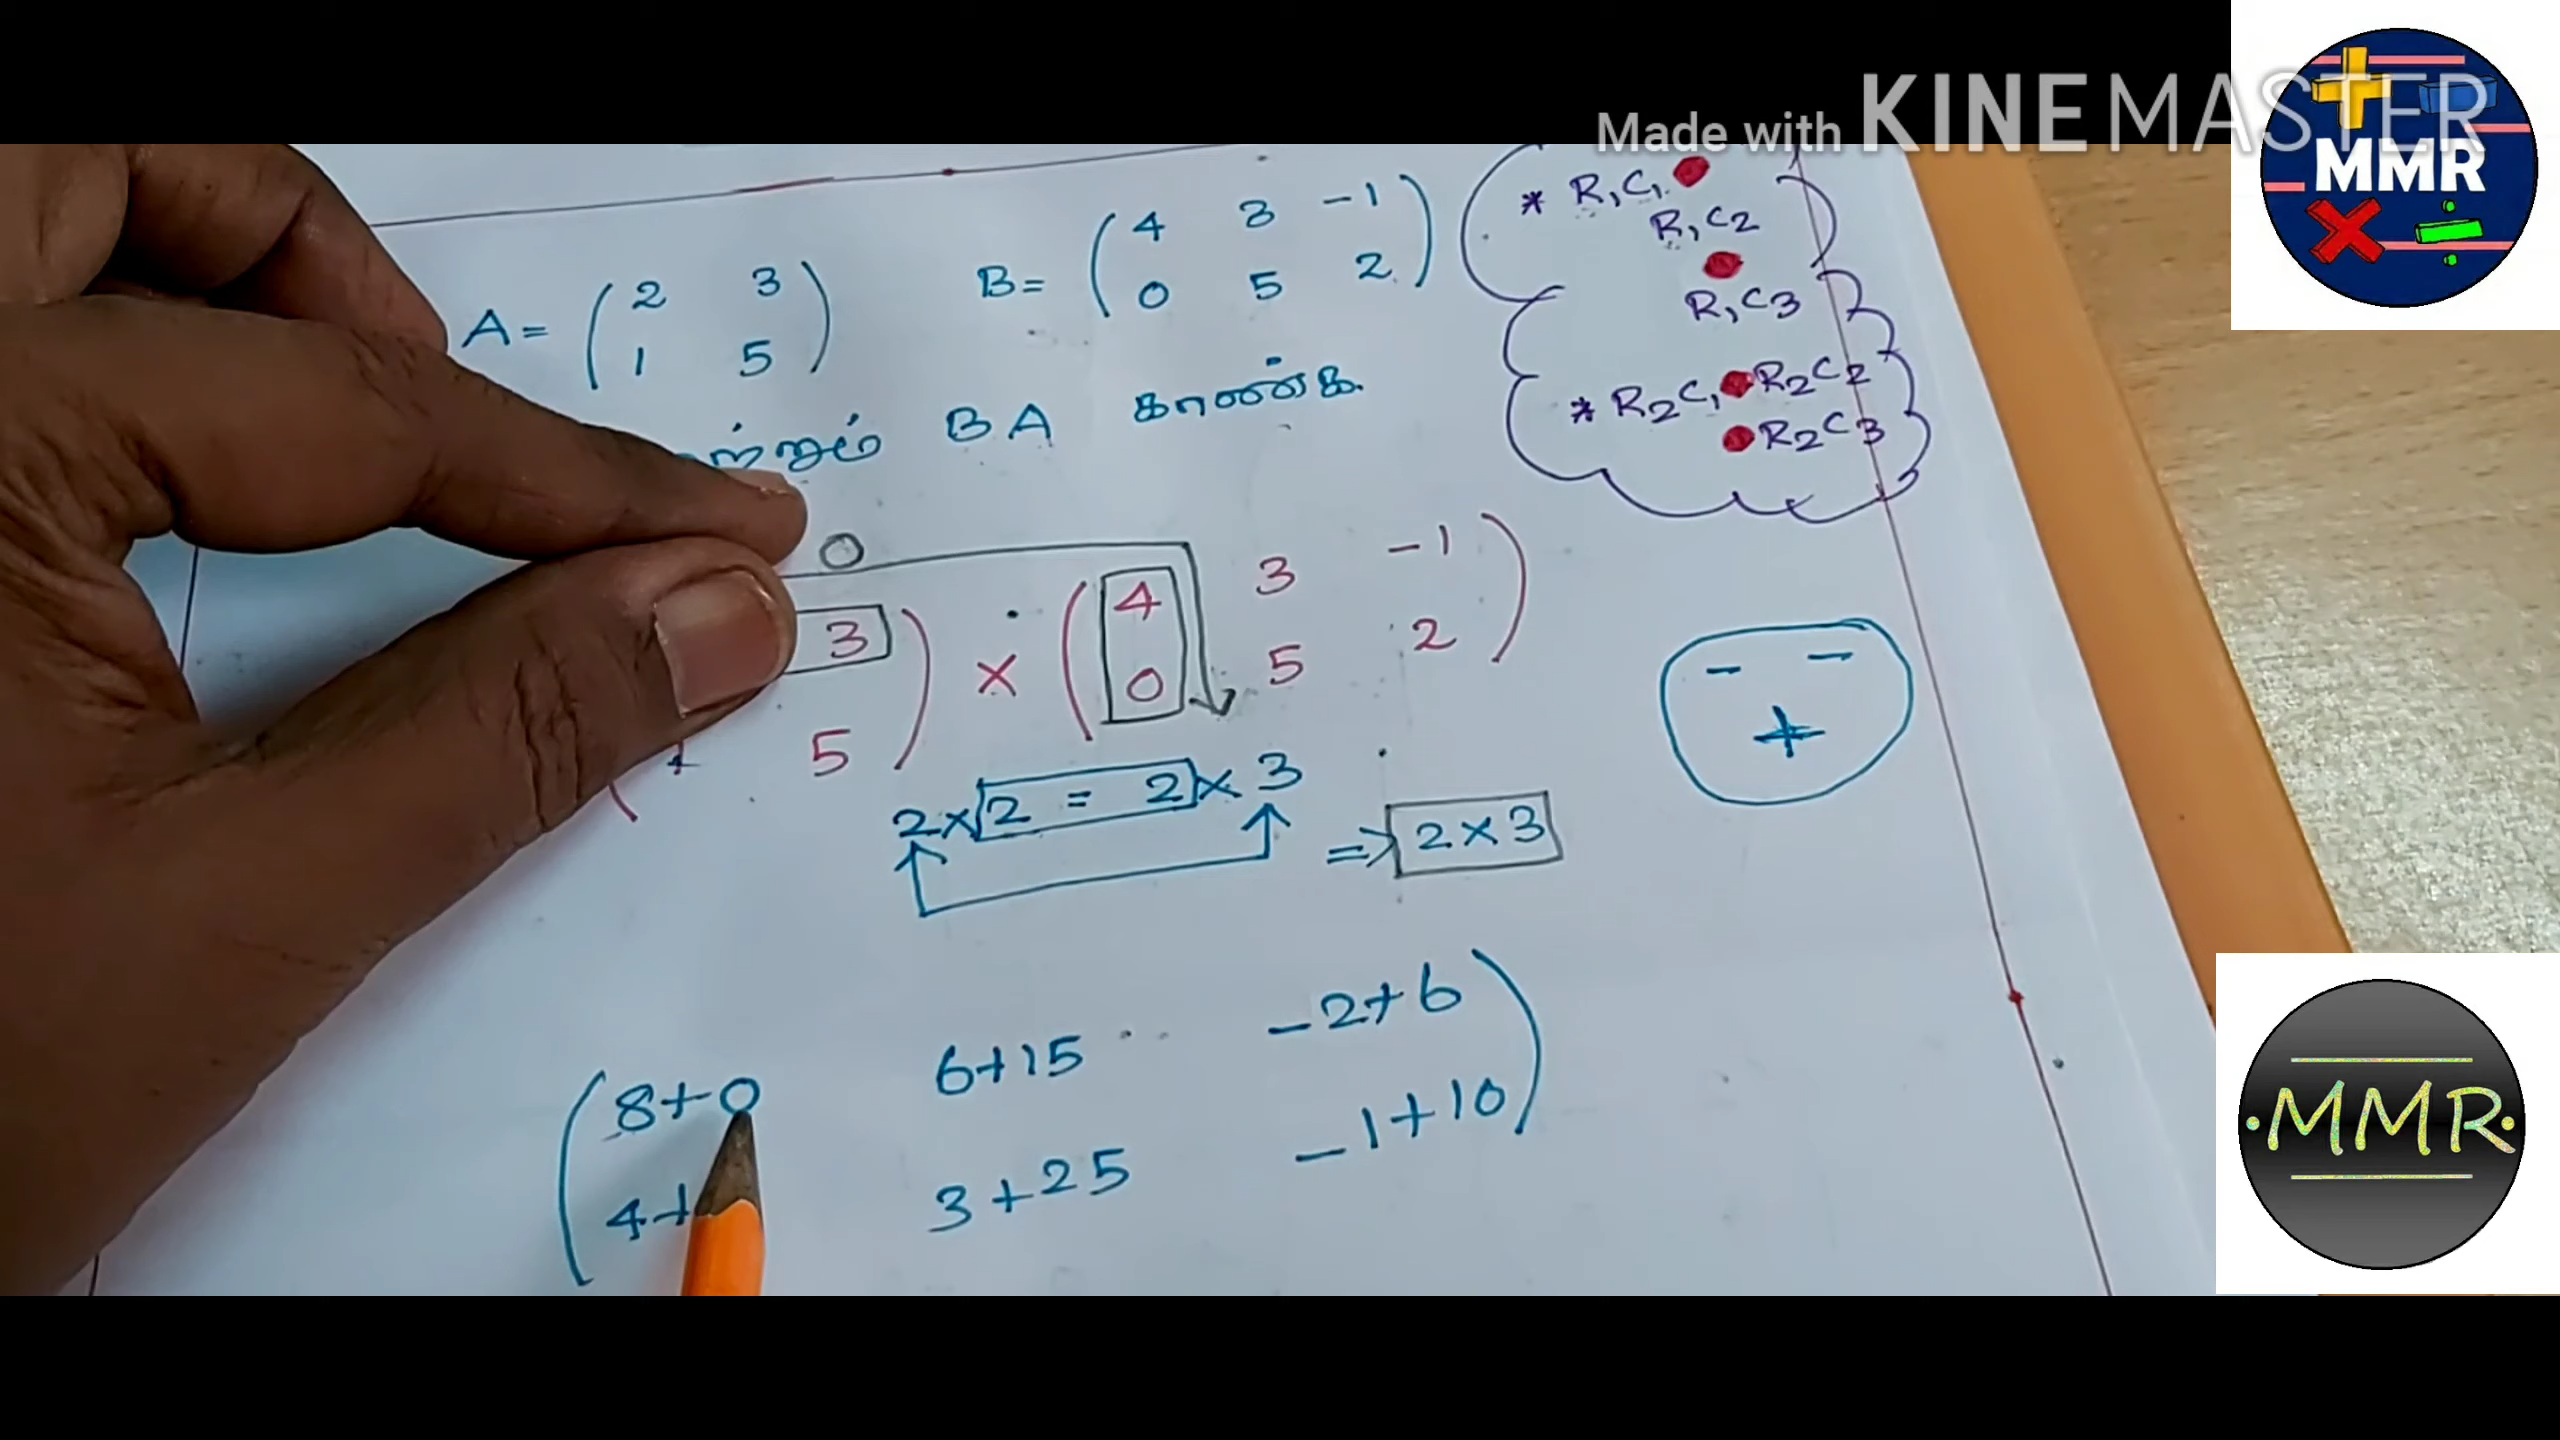 Made with KINEMASTER
MMR
A = ( 2 3
1 5 )
B = ( 4 3 -1
0 5 2 )
BA காண்க
* R1C1
R1C2
R1C3
* R2C1 R2C2
R2C3
3 ) × ( 4 3 -1
5 0 5 2 )
2 × 2 = 2 × 3
=> 2 × 3
- -
+
( 8+0 6+15 -2+6
4+ 3+25 -1+10 )
MMR